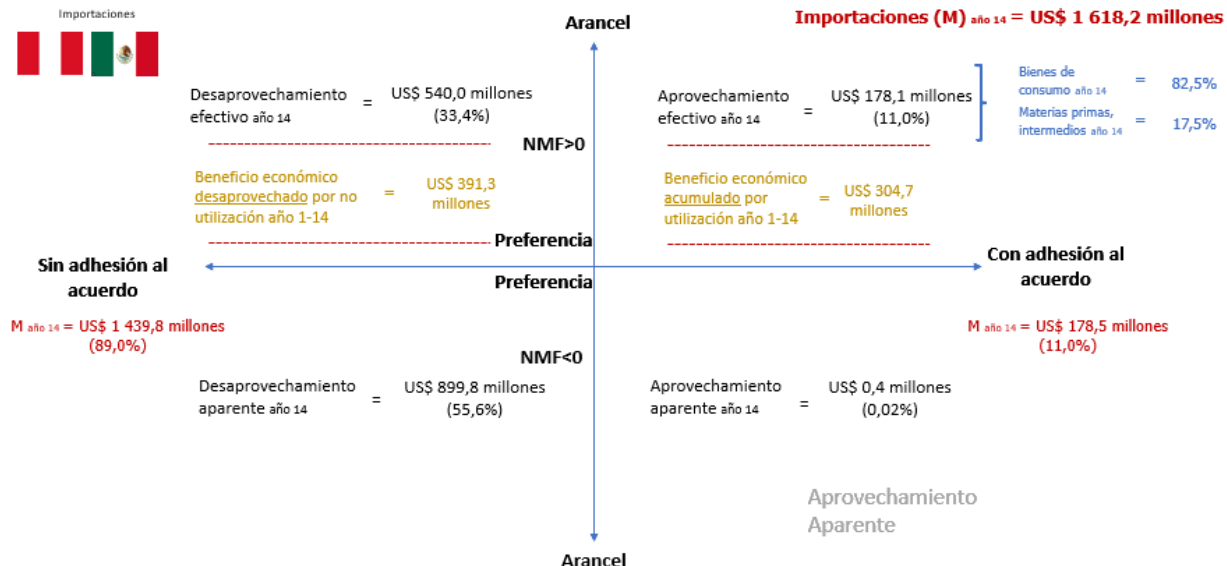 Importaciones
Arancel
Importaciones (M) año 14 = US$ 1 618,2 millones
Desaprovechamiento
efectivo año 14
=
US$ 540,0 millones
(33,4%)
Aprovechamiento
efectivo año 14
=
US$ 178,1 millones
(11,0%)
Bienes de
consumo año 14
=
82,5%
Materias primas,
intermedios año 14
=
17,5%
NMF>0
Beneficio económico
desaprovechado por no
utilización año 1-14
=
US$ 391,3
millones
Beneficio económico
acumulado por
utilización año 1-14
=
US$ 304,7
millones
Preferencia
Sin adhesión al
acuerdo
Con adhesión al
acuerdo
Preferencia
M año 14 = US$ 1 439,8 millones
(89,0%)
M año 14 = US$ 178,5 millones
(11,0%)
NMF<0
Desaprovechamiento
aparente año 14
=
US$ 899,8 millones
(55,6%)
Aprovechamiento
aparente año 14
=
US$ 0,4 millones
(0,02%)
Aprovechamiento
Aparente
Arancel